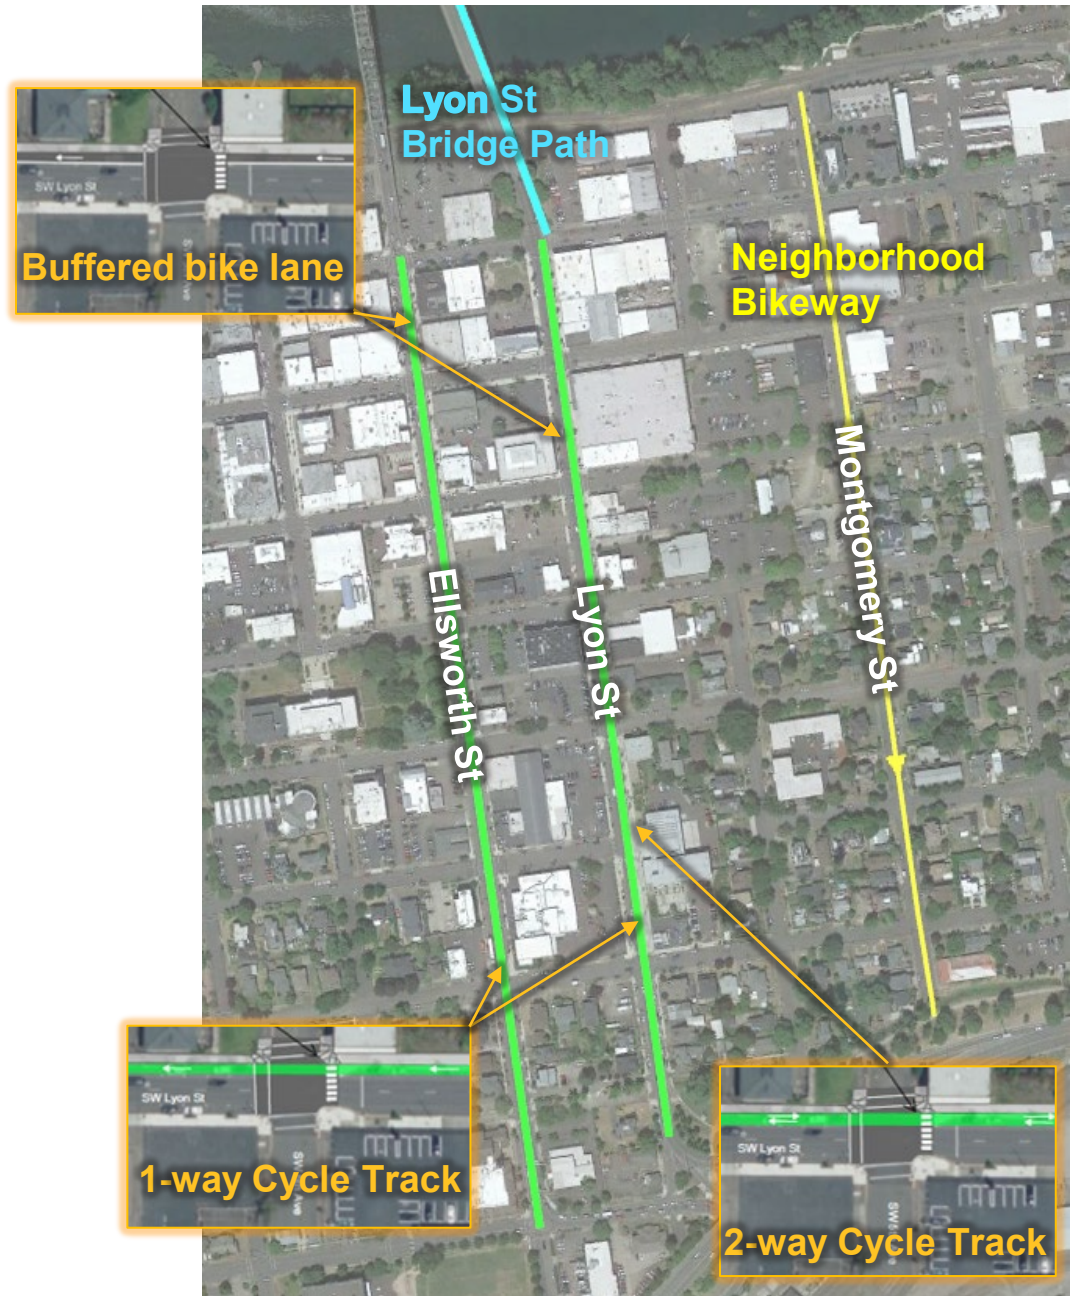 Lyon St
Bridge Path
SW Lyon St
Buffered bike lane
Neighborhood
Bikeway
Montgomery St
Ellsworth St
Lyon St
SW Lyon St
1-way Cycle Track
SW Lyon St
2-way Cycle Track